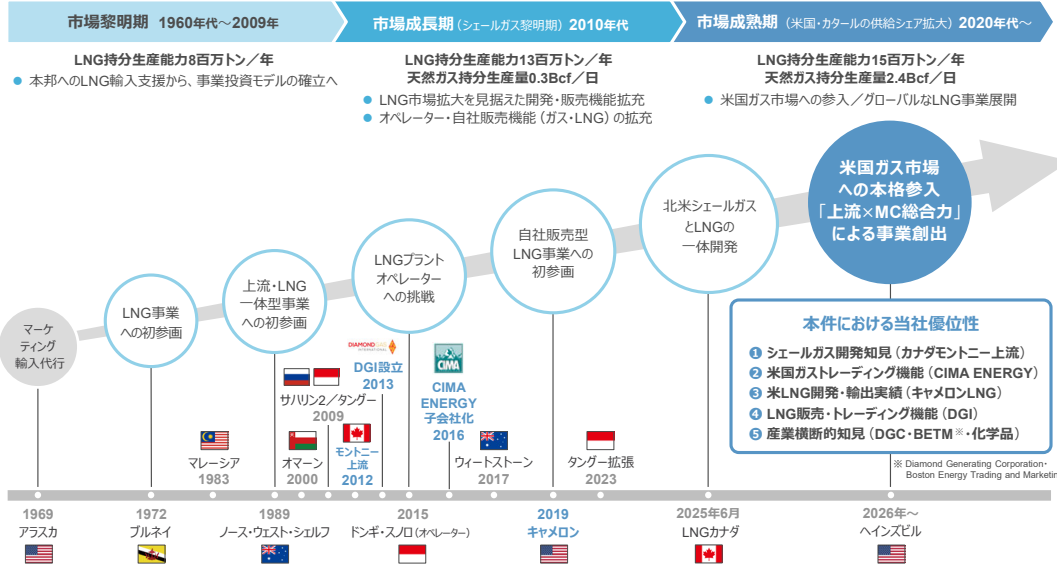 市場黎明期 1960年代～2009年
市場成長期（シェールガス黎明期）2010年代
市場成熟期（米国・カタールの供給シェア拡大）2020年代～
LNG持分生産能力8百万トン／年
● 本邦へのLNG輸入支援から、事業投資モデルの確立へ
LNG持分生産能力13百万トン／年
天然ガス持分生産量0.3Bcf／日
● LNG市場拡大を見据えた開発・販売機能拡充
● オペレーター・自社販売機能（ガス・LNG）の拡充
LNG持分生産能力15百万トン／年
天然ガス持分生産量2.4Bcf／日
● 米国ガス市場への参入／グローバルなLNG事業展開
マーケ
ティング
輸入代行
LNG事業
への初参画
上流・LNG
一体型事業
への初参画
LNGプラント
オペレーター
への挑戦
自社販売型
LNG事業への
初参画
北米シェールガス
とLNGの
一体開発
米国ガス市場
への本格参入
「上流×MC総合力」
による事業創出
本件における当社優位性
1 シェールガス開発知見（カナダモントニー上流）
2 米国ガストレーディング機能（CIMA ENERGY）
3 米LNG開発・輸出実績（キャメロンLNG）
4 LNG販売・トレーディング機能（DGI）
5 産業横断的知見（DGC・BETM※・化学品）
※ Diamond Generating Corporation・
Boston Energy Trading and Marketin
DIAMOND GAS
INTERNATIONAL
DGI設立
2013
CIMA
CIMA
ENERGY
子会社化
2016
サハリン2／タングー
2009
マレーシア
1983
オマーン
2000
モントニー
上流
2012
ウィートストーン
2017
タングー拡張
2023
1969
アラスカ
1972
ブルネイ
1989
ノース・ウェスト・シェルフ
2015
ドンギ・スノロ（オペレーター）
2019
キャメロン
2025年6月
LNGカナダ
2026年～
ヘインズビル